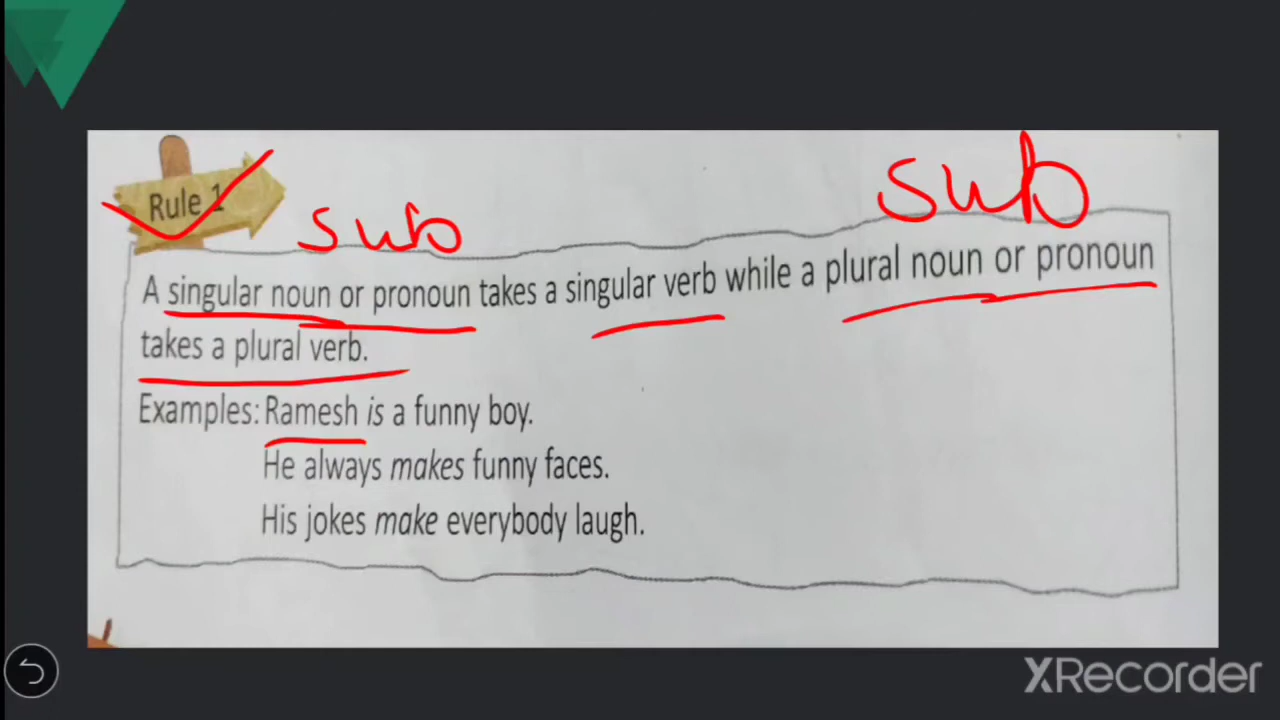 Rule 1
sub
sub
A singular noun or pronoun takes a singular verb while a plural noun or pronoun
takes a plural verb.
Examples: Ramesh is a funny boy.
He always makes funny faces.
His jokes make everybody laugh.
XRecorder